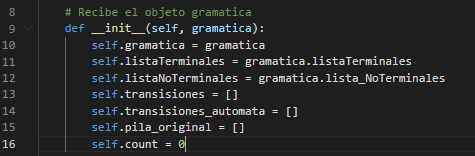 8 # Recibe el objeto gramatica
9 def __init__(self, gramatica):
10 self.gramatica = gramatica
11 self.listaTerminales = gramatica.listaTerminales
12 self.listaNoTerminales = gramatica.lista_NoTerminales
13 self.transisiones = []
14 self.transisiones_automata = []
15 self.pila_original = []
16 self.count = 0